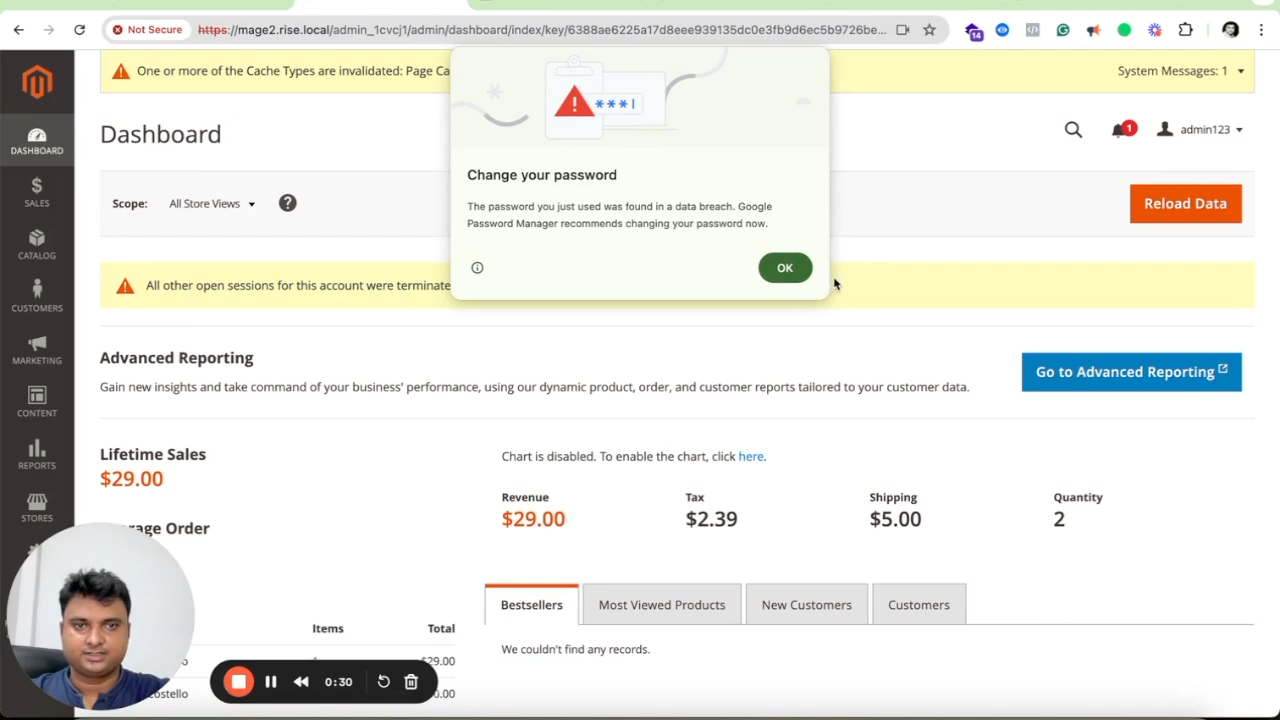 Not Secure
https://mage2.rise.local/admin_1cvcj1/admin/dashboard/index/key/6388ae6225a17d8eee939135dc0e3fb9d6ec5b9726be...
14
One or more of the Cache Types are invalidated: Page Ca
System Messages: 1
Dashboard
1
admin123
Scope:
All Store Views
?
Reload Data
***|
Change your password
The password you just used was found in a data breach. Google
Password Manager recommends changing your password now.
OK
All other open sessions for this account were terminate
DASHBOARD
SALES
CATALOG
CUSTOMERS
MARKETING
CONTENT
REPORTS
STORES
Advanced Reporting
Gain new insights and take command of your business' performance, using our dynamic product, order, and customer reports tailored to your customer data.
Go to Advanced Reporting
Lifetime Sales
$29.00
Chart is disabled. To enable the chart, click here.
Revenue
$29.00
Tax
$2.39
Shipping
$5.00
Quantity
2
rage Order
Bestsellers
Most Viewed Products
New Customers
Customers
We couldn't find any records.
Items
Total
$29.00
costello
0.00
0:30